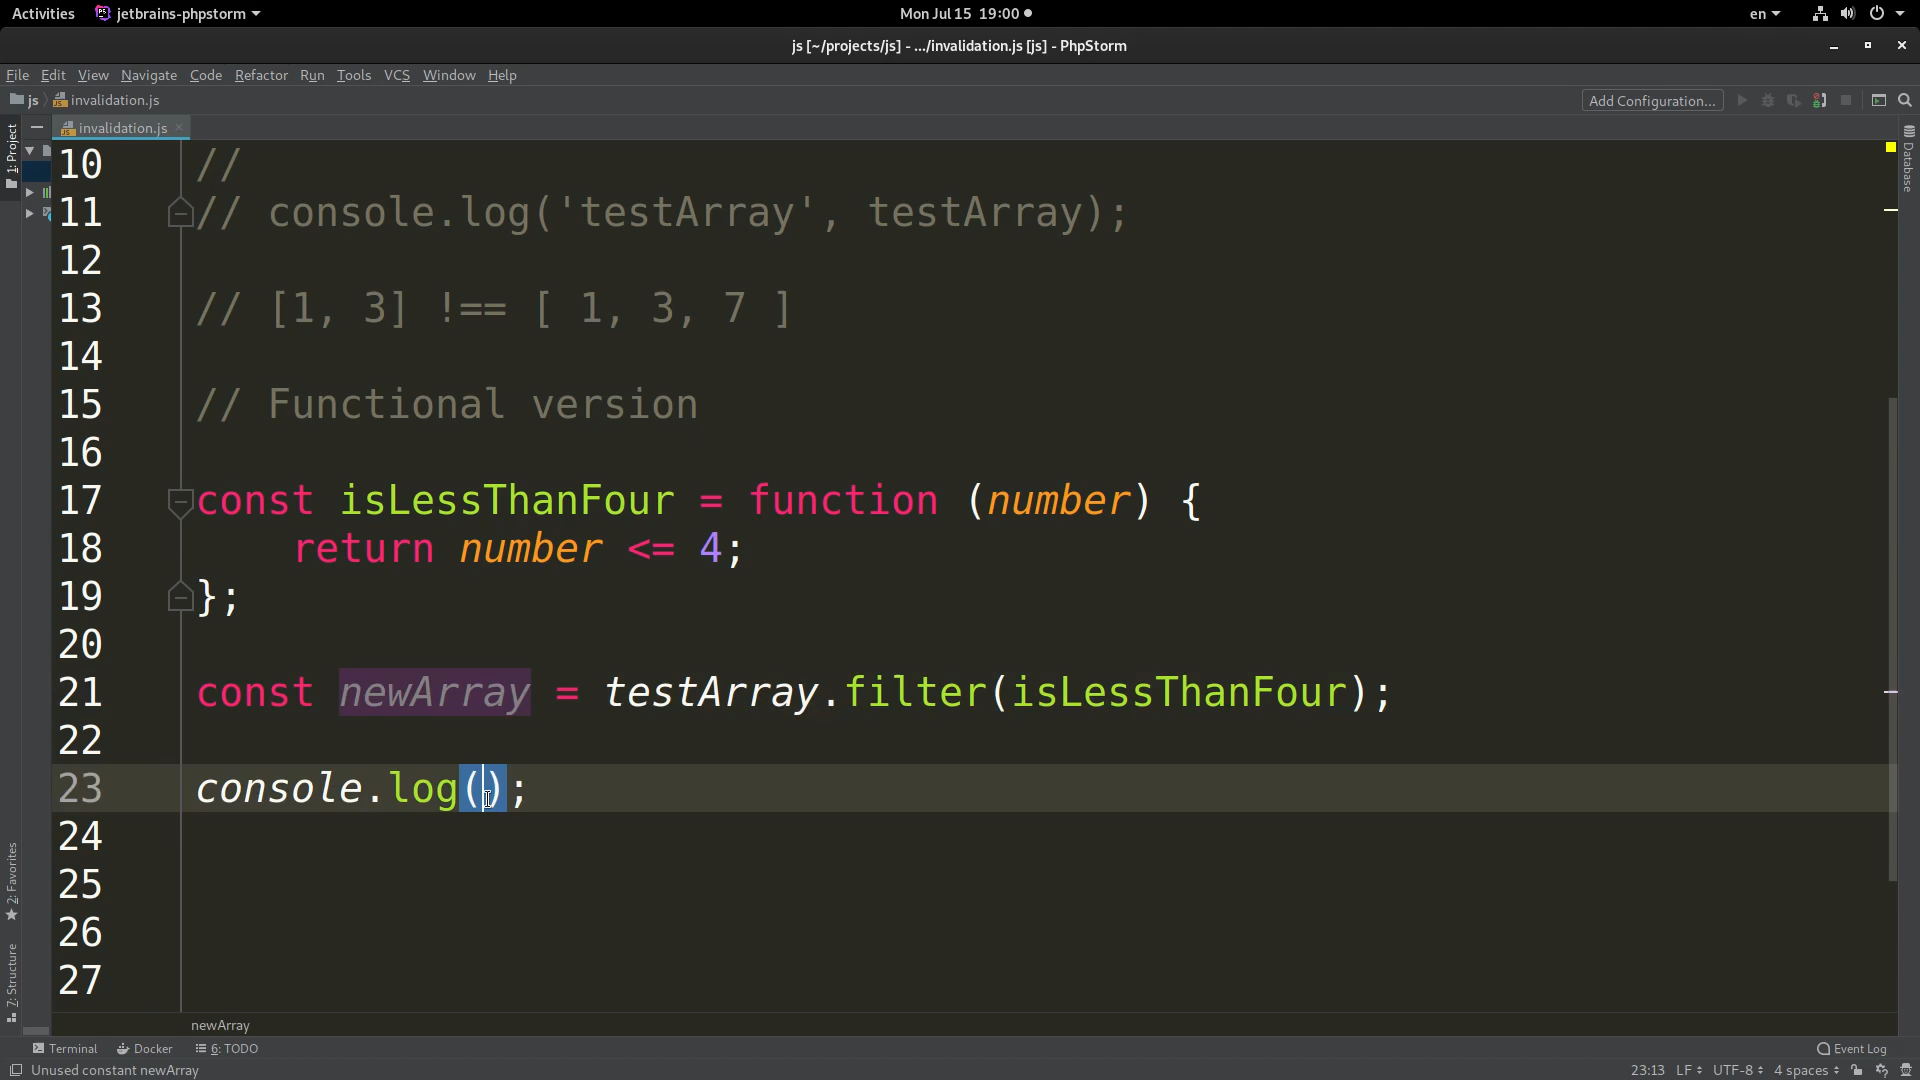 Activities jetbrains-phpstorm Mon Jul 15 19:00 en
js [~/projects/js] - .../invalidation.js [js] - PhpStorm
File Edit View Navigate Code Refactor Run Tools VCS Window Help
js invalidation.js Add Configuration...
invalidation.js
1: Project
Database
10 //
11 // console.log('testArray', testArray);
12
13 // [1, 3] !== [ 1, 3, 7 ]
14
15 // Functional version
16
17 const isLessThanFour = function (number) {
18 return number <= 4;
19 };
20
21 const newArray = testArray.filter(isLessThanFour);
22
23 console.log();
24
25
26
27
2: Favorites
7: Structure
newArray
Terminal Docker 6: TODO Event Log
Unused constant newArray 23:13 LF UTF-8 4 spaces